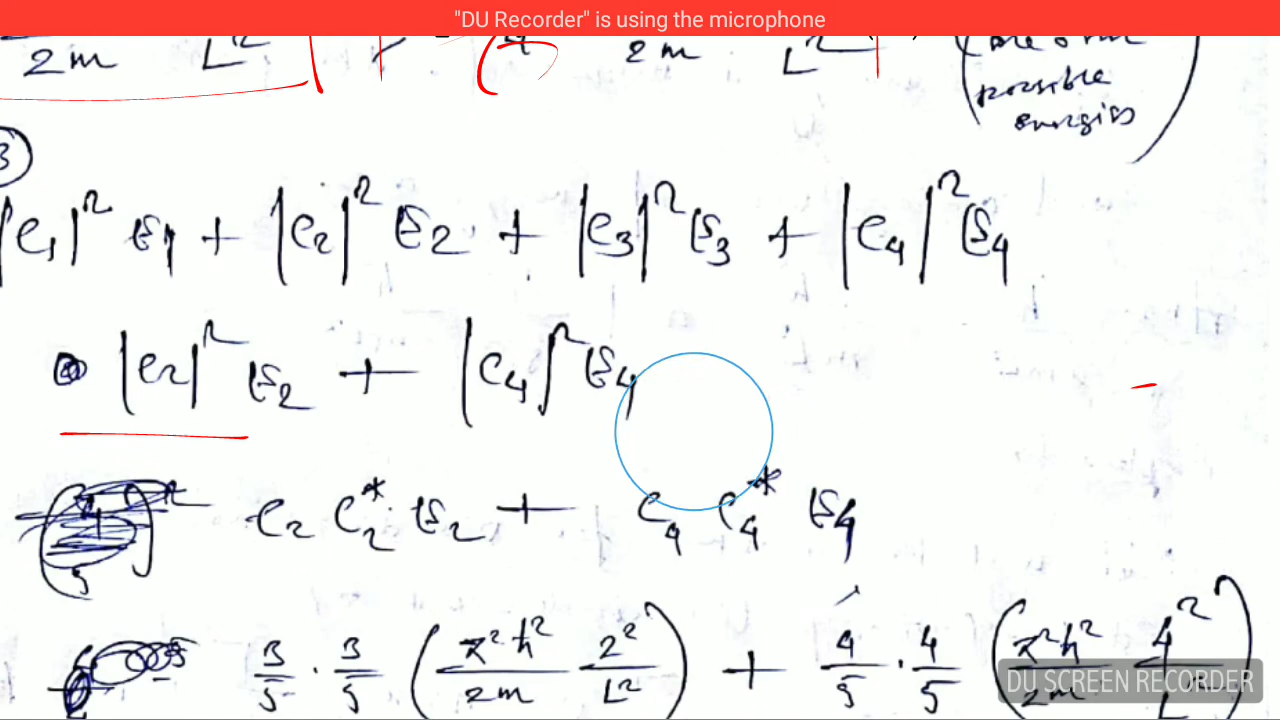 "DU Recorder" is using the microphone
2m L² 2m L²
possible
energies
3
|C₁|² E₁ + |C₂|² E₂ + |C₃|² E₃ + |C₄|² E₄
|C₂|² E₂ + |C₄|² E₄
C₂ C₂* E₂ + C₄ C₄* E₄
3/5 · 3/5 (π²ħ²/2m 2²/L²) + 4/5 · 4/5 (π²ħ²/2m 4²/L
DU SCREEN RECORDER